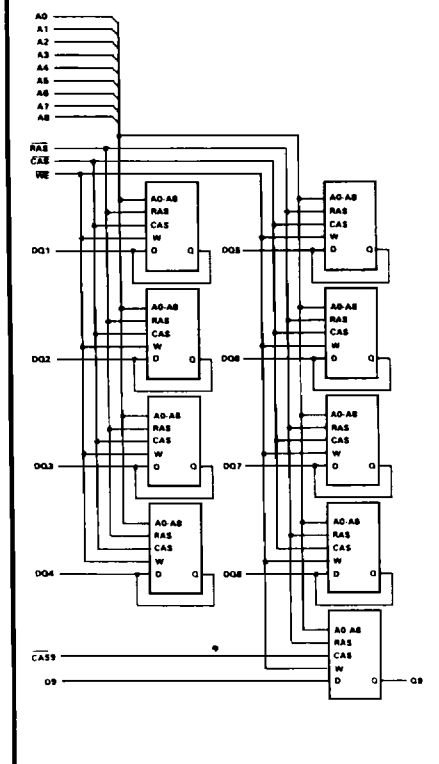 A0
A1
A2
A3
A4
A5
A6
A7
A8
RAS
CAS
WE
A0-A8
RAS
CAS
W
DQ1 D Q
A0-A8
RAS
CAS
W
DQ2 D Q
A0-A8
RAS
CAS
W
DQ3 D Q
A0-A8
RAS
CAS
W
DQ4 D Q
A0-A8
RAS
CAS
W
DQ5 D Q
A0-A8
RAS
CAS
W
DQ6 D Q
A0-A8
RAS
CAS
W
DQ7 D Q
A0-A8
RAS
CAS
W
DQ8 D Q
A0-A8
RAS
CAS9 CAS
W
D9 D Q Q9